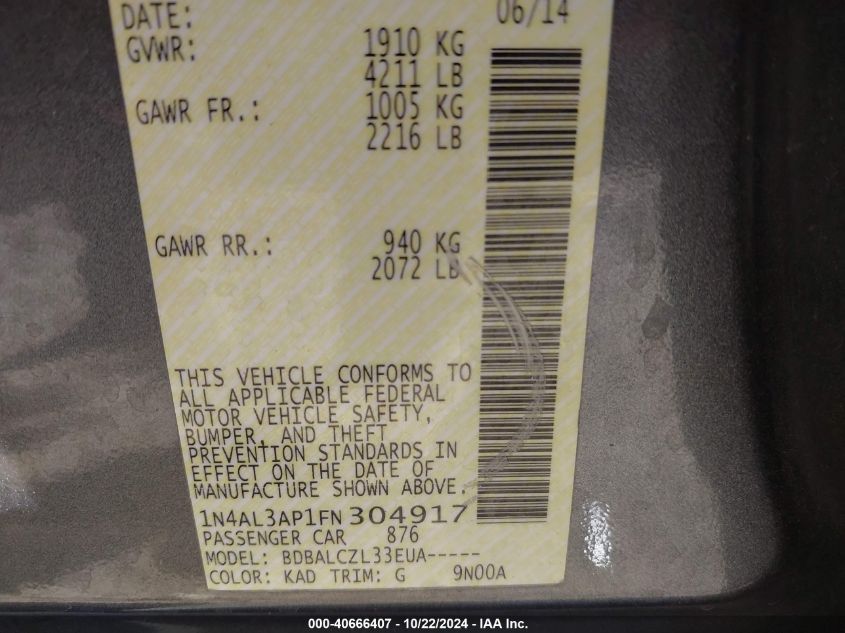 DATE: 06/14
GVWR: 1910 KG
4211 LB
GAWR FR.: 1005 KG
2216 LB
GAWR RR.: 940 KG
2072 LB
THIS VEHICLE CONFORMS TO
ALL APPLICABLE FEDERAL
MOTOR VEHICLE SAFETY,
BUMPER, AND THEFT
PREVENTION STANDARDS IN
EFFECT ON THE DATE OF
MANUFACTURE SHOWN ABOVE.
1N4AL3AP1FN304917
PASSENGER CAR 876
MODEL: BDBALCZL33EUA-----
COLOR: KAD TRIM: G 9N00A
000-40666407 - 10/22/2024 - IAA Inc.